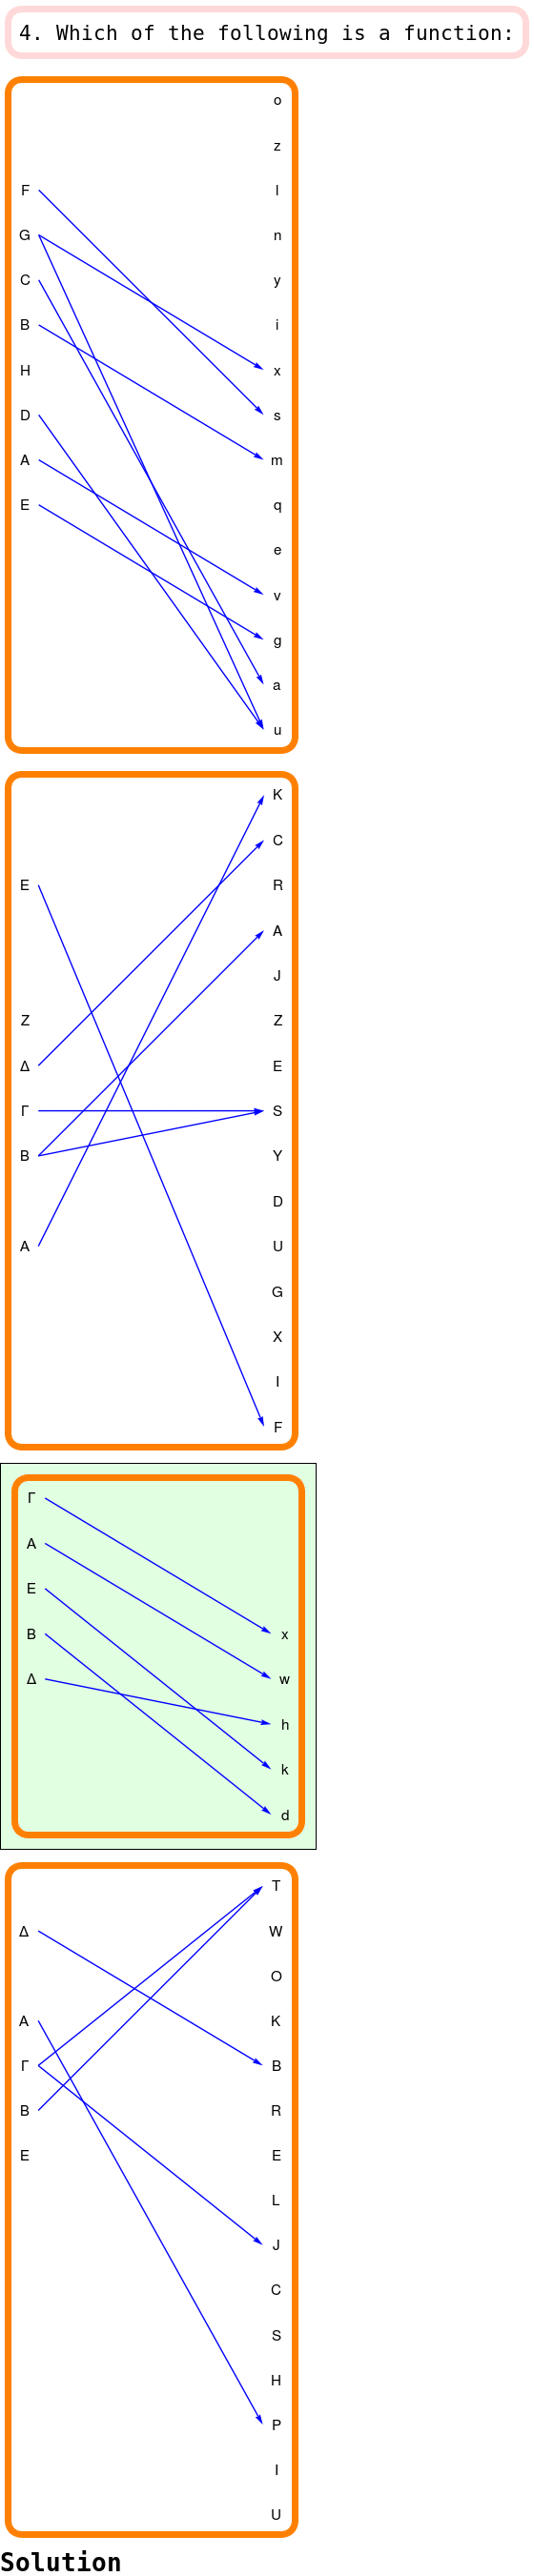 4. Which of the following is a function:
o
z
F l
G n
C y
B i
H x
D s
A m
E q
e
v
g
a
u
K
C
E R
A
J
Z Z
Δ E
Γ S
B Y
D
A U
G
X
I
F
Γ
A
E
B x
Δ w
h
k
d
T
Δ W
O
A K
Γ B
B R
E E
L
J
C
S
H
P
I
U
Solution